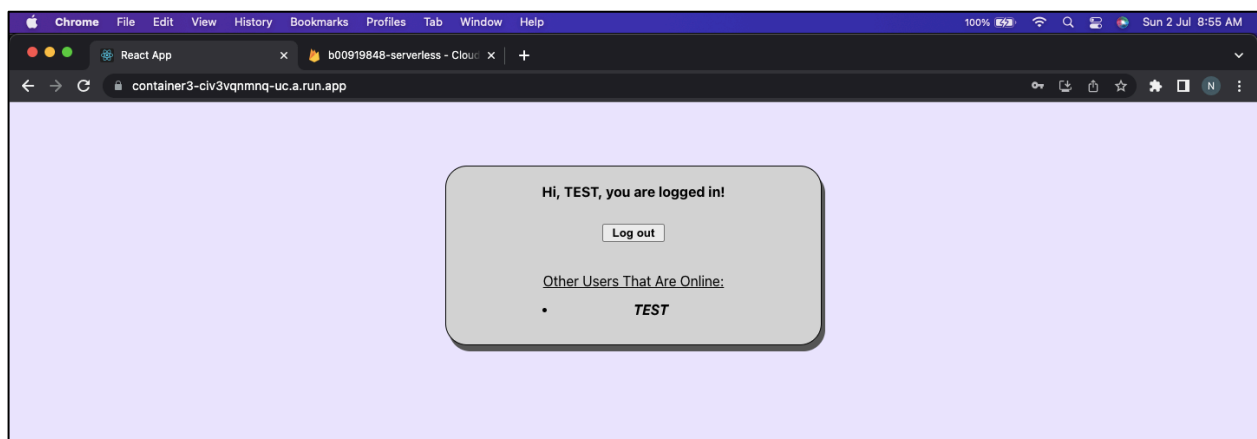 Chrome File Edit View History Bookmarks Profiles Tab Window Help 100% Sun 2 Jul 8:55 AM
React App b00919848-serverless - Cloud
container3-civ3vqnmnq-uc.a.run.app N
Hi, TEST, you are logged in!
Log out
Other Users That Are Online:
• TEST